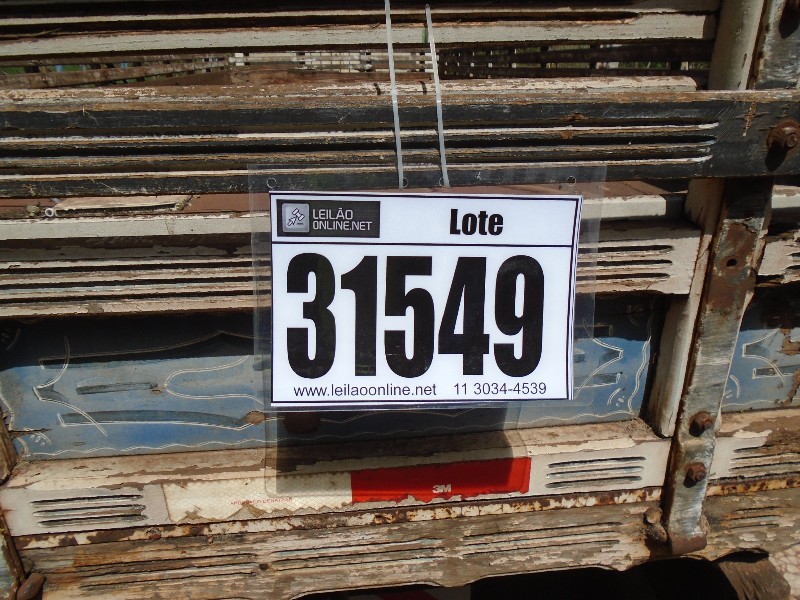 LEILÃO
ONLINE.NET
Lote
31549
www.leilaoonline.net 11 3034-4539
3M